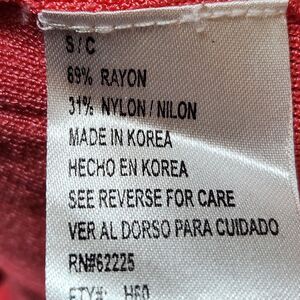 S / C
69% RAYON
31% NYLON / NILON
MADE IN KOREA
HECHO EN KOREA
SEE REVERSE FOR CARE
VER AL DORSO PARA CUIDADO
RN#62225
FTY#: H60